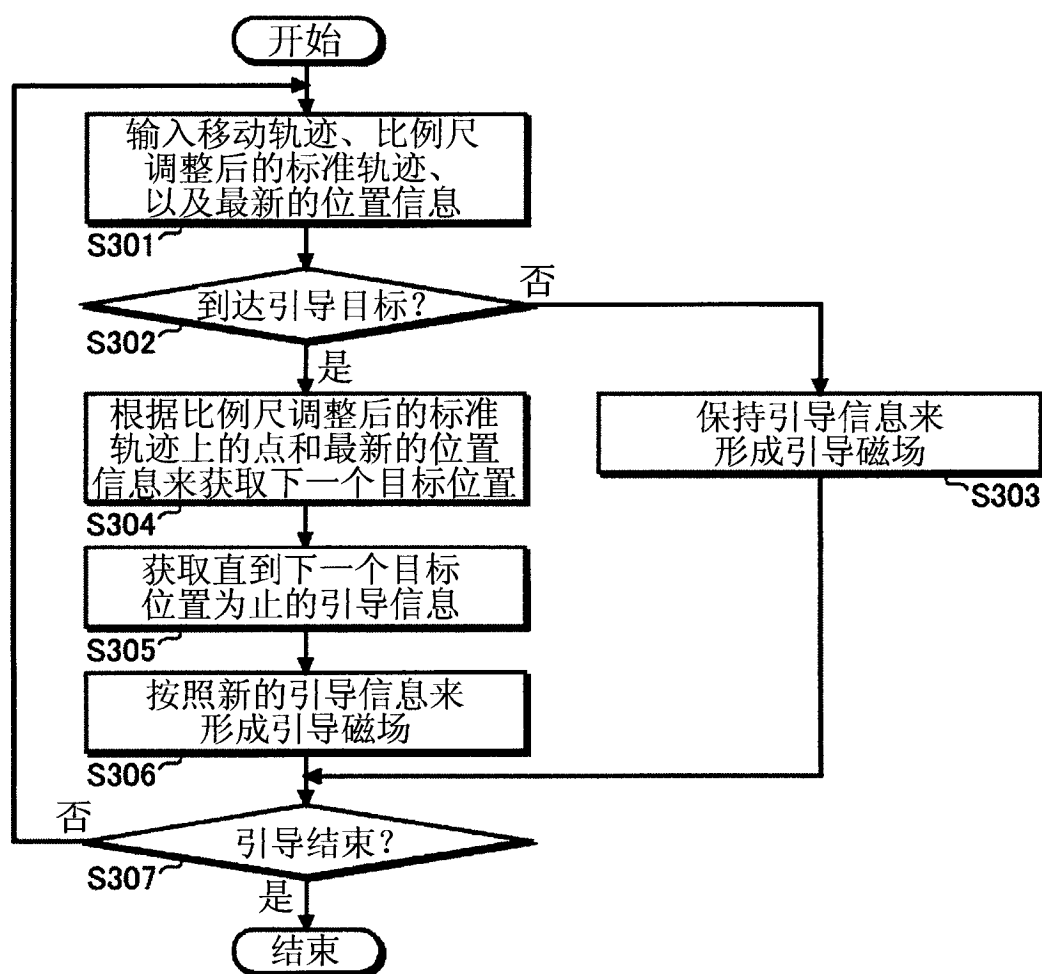 开始
输入移动轨迹、比例尺
调整后的标准轨迹、
以及最新的位置信息
S301
到达引导目标?
S302
否
是
保持引导信息来
形成引导磁场
S303
根据比例尺调整后的标准
轨迹上的点和最新的位置
信息来获取下一个目标位置
S304
获取直到下一个目标
位置为止的引导信息
S305
按照新的引导信息来
形成引导磁场
S306
否
引导结束?
S307
是
结束